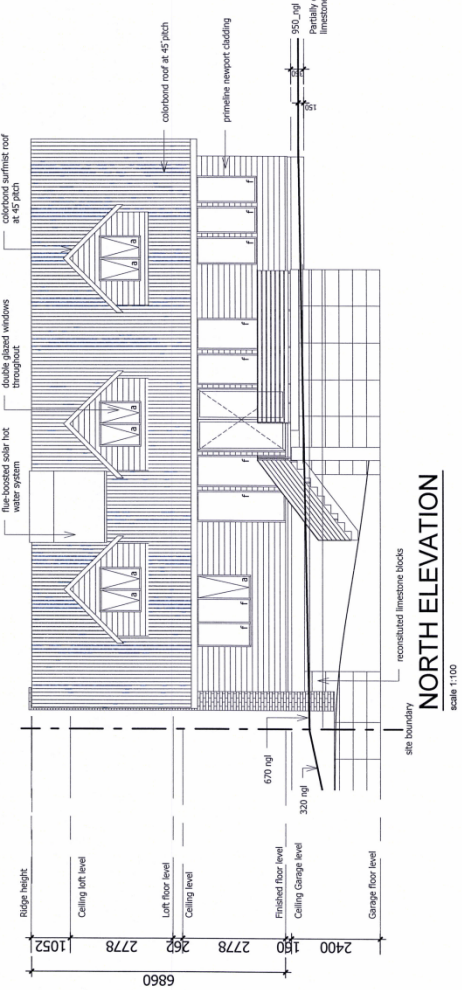 colorbond surfmist roof
at 45 pitch
double glazed windows
throughout
flue-boosted solar hot
water system
colorbond roof at 45 pitch
primeline newport cladding
950_ngl
Partially
limestone
150
a
a
a
a
a
a
f
f
f
f
f
f
f
f
f
a
Ridge height
Ceiling loft level
Loft floor level
Ceiling level
Finished floor level
Ceiling Garage level
Garage floor level
1052
2778
262
2778
2400
6860
670 ngl
320 ngl
site boundary
reconsituted limestone blocks
NORTH ELEVATION
scale 1:100